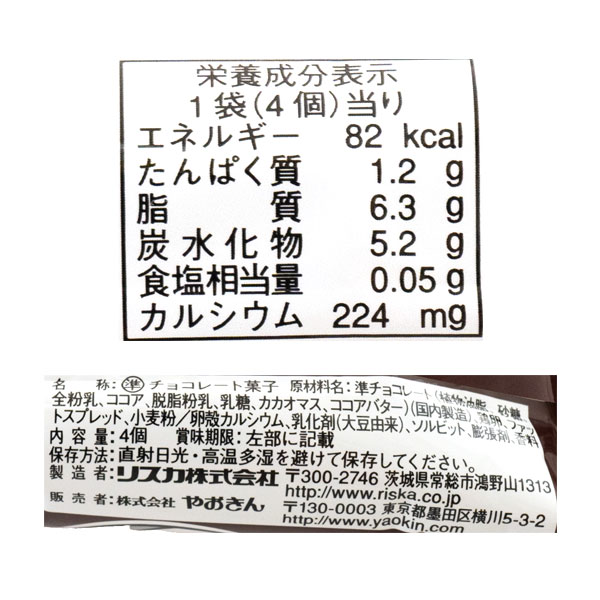 栄養成分表示
1袋(4個)当り
エネルギー 82 kcal
たんぱく質 1.2 g
脂質 6.3 g
炭水化物 5.2 g
食塩相当量 0.05 g
カルシウム 224 mg
名 称:㊜チョコレート菓子 原材料名:準チョコレート(植物油脂、砂糖、
全粉乳、ココア、脱脂粉乳、乳糖、カカオマス、ココアバター)(国内製造)、鶏卵、ファッ
トスプレッド、小麦粉/卵殻カルシウム、乳化剤(大豆由来)、ソルビット、膨張剤、香料
内 容 量:4個 賞味期限:左部に記載
保存方法:直射日光・高温多湿を避けて保存してください。
製 造 者:リスカ株式会社 〒300-2746 茨城県常総市鴻野山1313
http://www.riska.co.jp
販 売 者:株式会社 やおきん 〒130-0003 東京都墨田区横川5-3-2
http://www.yaokin.com